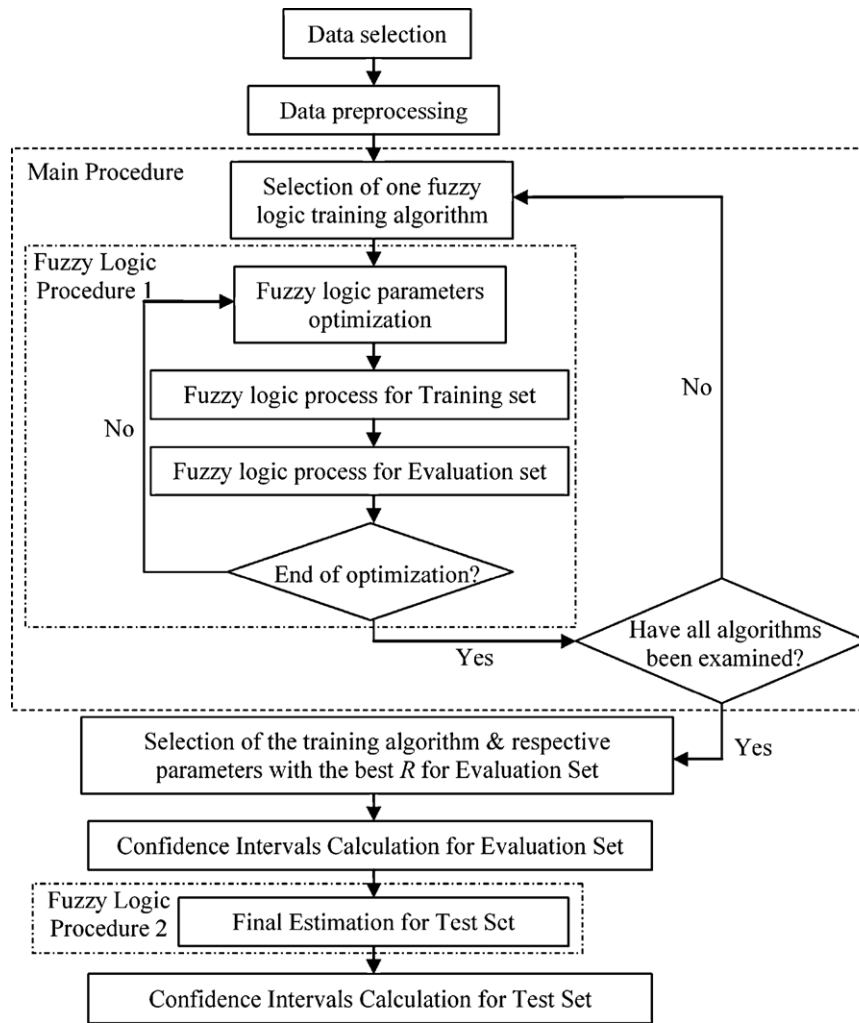 Data selection
Data preprocessing
Main Procedure
Selection of one fuzzy
logic training algorithm
Fuzzy Logic
Procedure 1
Fuzzy logic parameters
optimization
Fuzzy logic process for Training set
No
No
Fuzzy logic process for Evaluation set
End of optimization?
Have all algorithms
been examined?
Yes
Selection of the training algorithm & respective
parameters with the best R for Evaluation Set
Yes
Confidence Intervals Calculation for Evaluation Set
Fuzzy Logic
Procedure 2
Final Estimation for Test Set
Confidence Intervals Calculation for Test Set